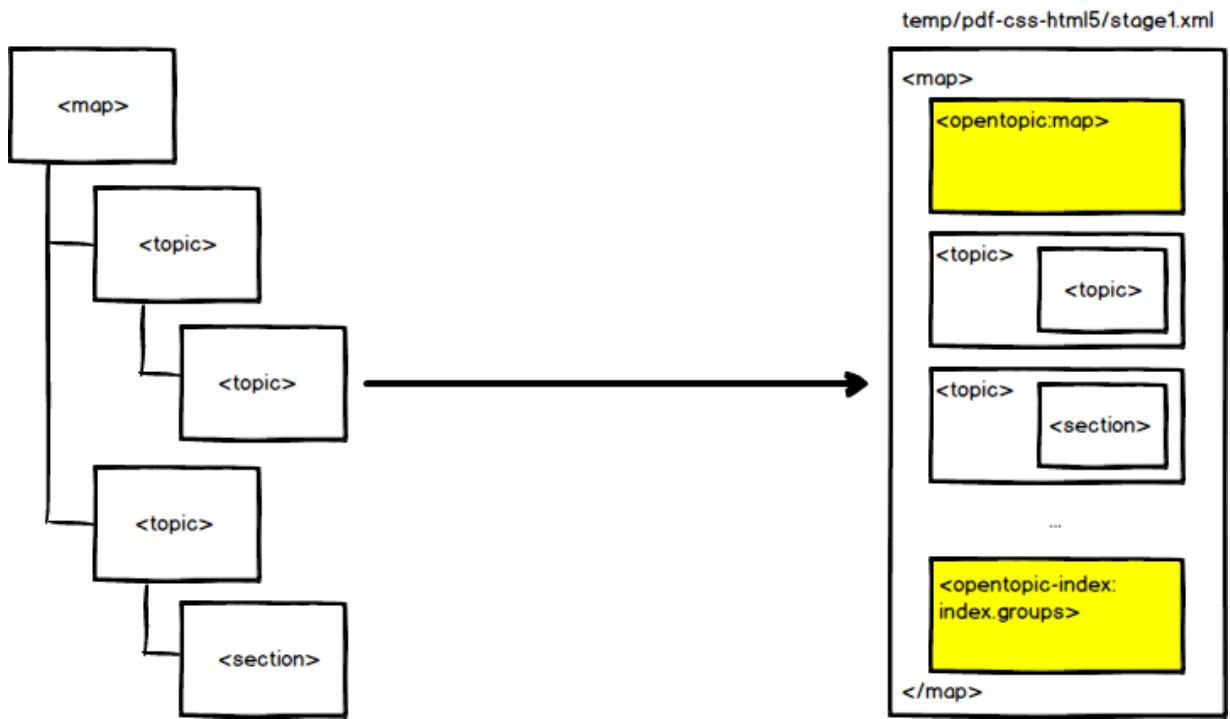 <map>
<topic>
<topic>
<topic>
<section>
temp/pdf-css-html5/stage1.xml
<map>
<opentopic:map>
<topic>
<topic>
<topic>
<section>
...
<opentopic-index:
index.groups>
</map>